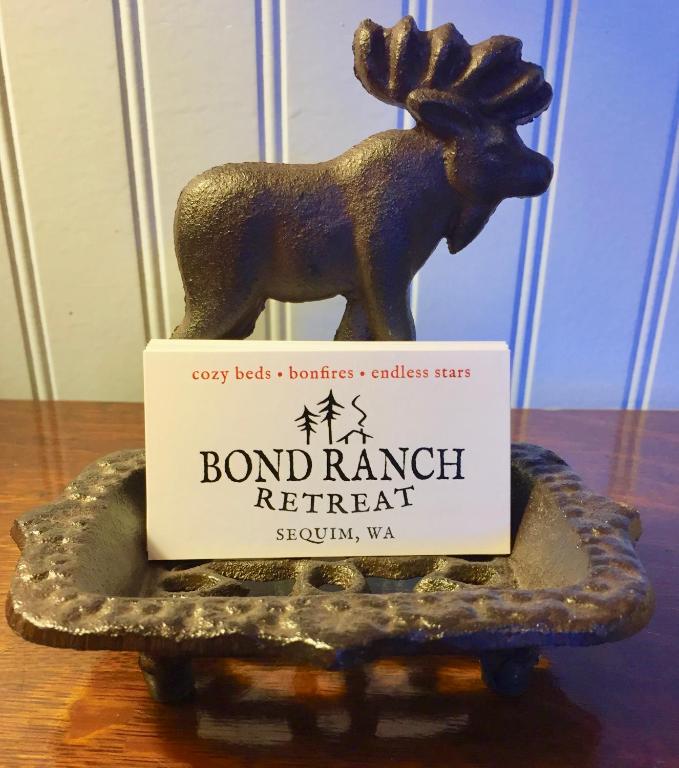 cozy beds • bonfires • endless stars
BOND RANCH
RETREAT
SEQUIM, WA